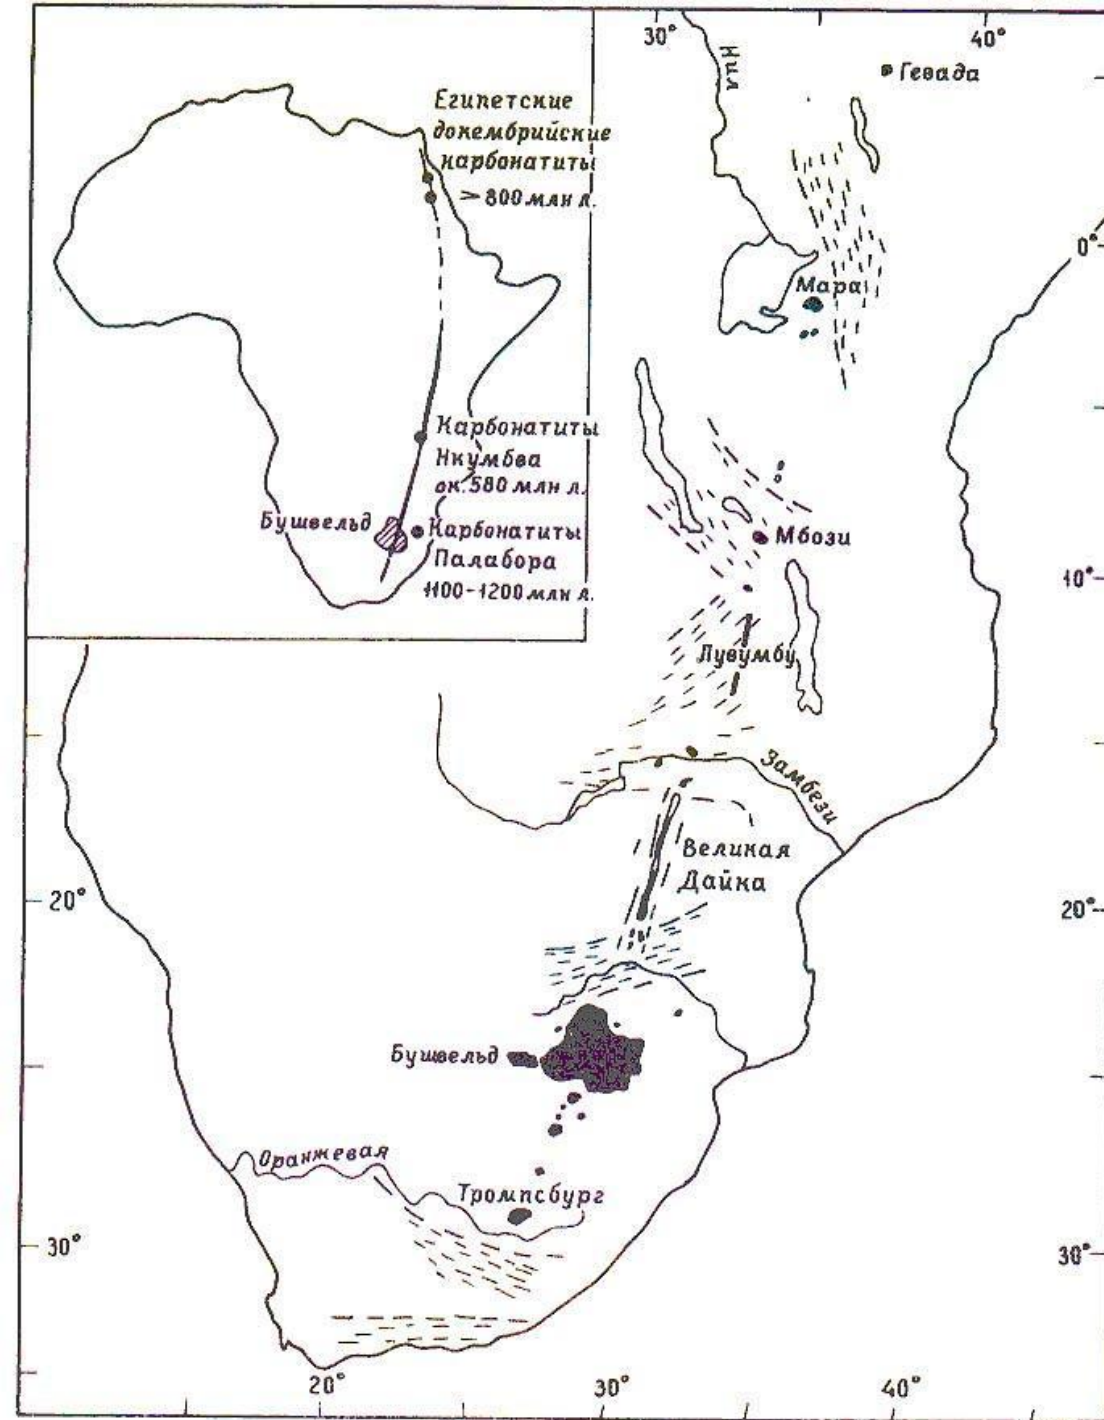 30°
40°
Нил
Гевада
Египетские
докембрийские
карбонатиты
>800 млн л.
0°
Мара
Карбонатиты
Нкумбва
ок. 580 млн л.
Бушвельд
Карбонатиты
Палабора
1100-1200 млн л.
Мбози
10°
Лувумбу
Замбези
Великая
Дайка
20°
20°
Бушвельд
Оранжевая
Тромпсбург
30°
30°
20°
30°
40°